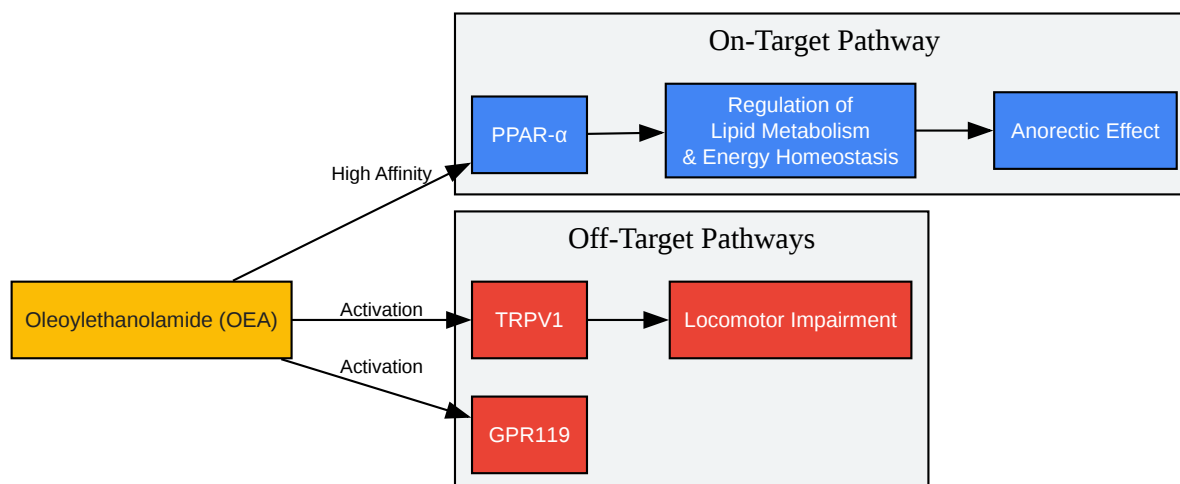 On-Target Pathway
PPAR-α
Regulation of
Lipid Metabolism
& Energy Homeostasis
Anorectic Effect
High Affinity
Off-Target Pathways
Oleoylethanolamide (OEA)
Activation
TRPV1
Locomotor Impairment
Activation
GPR119